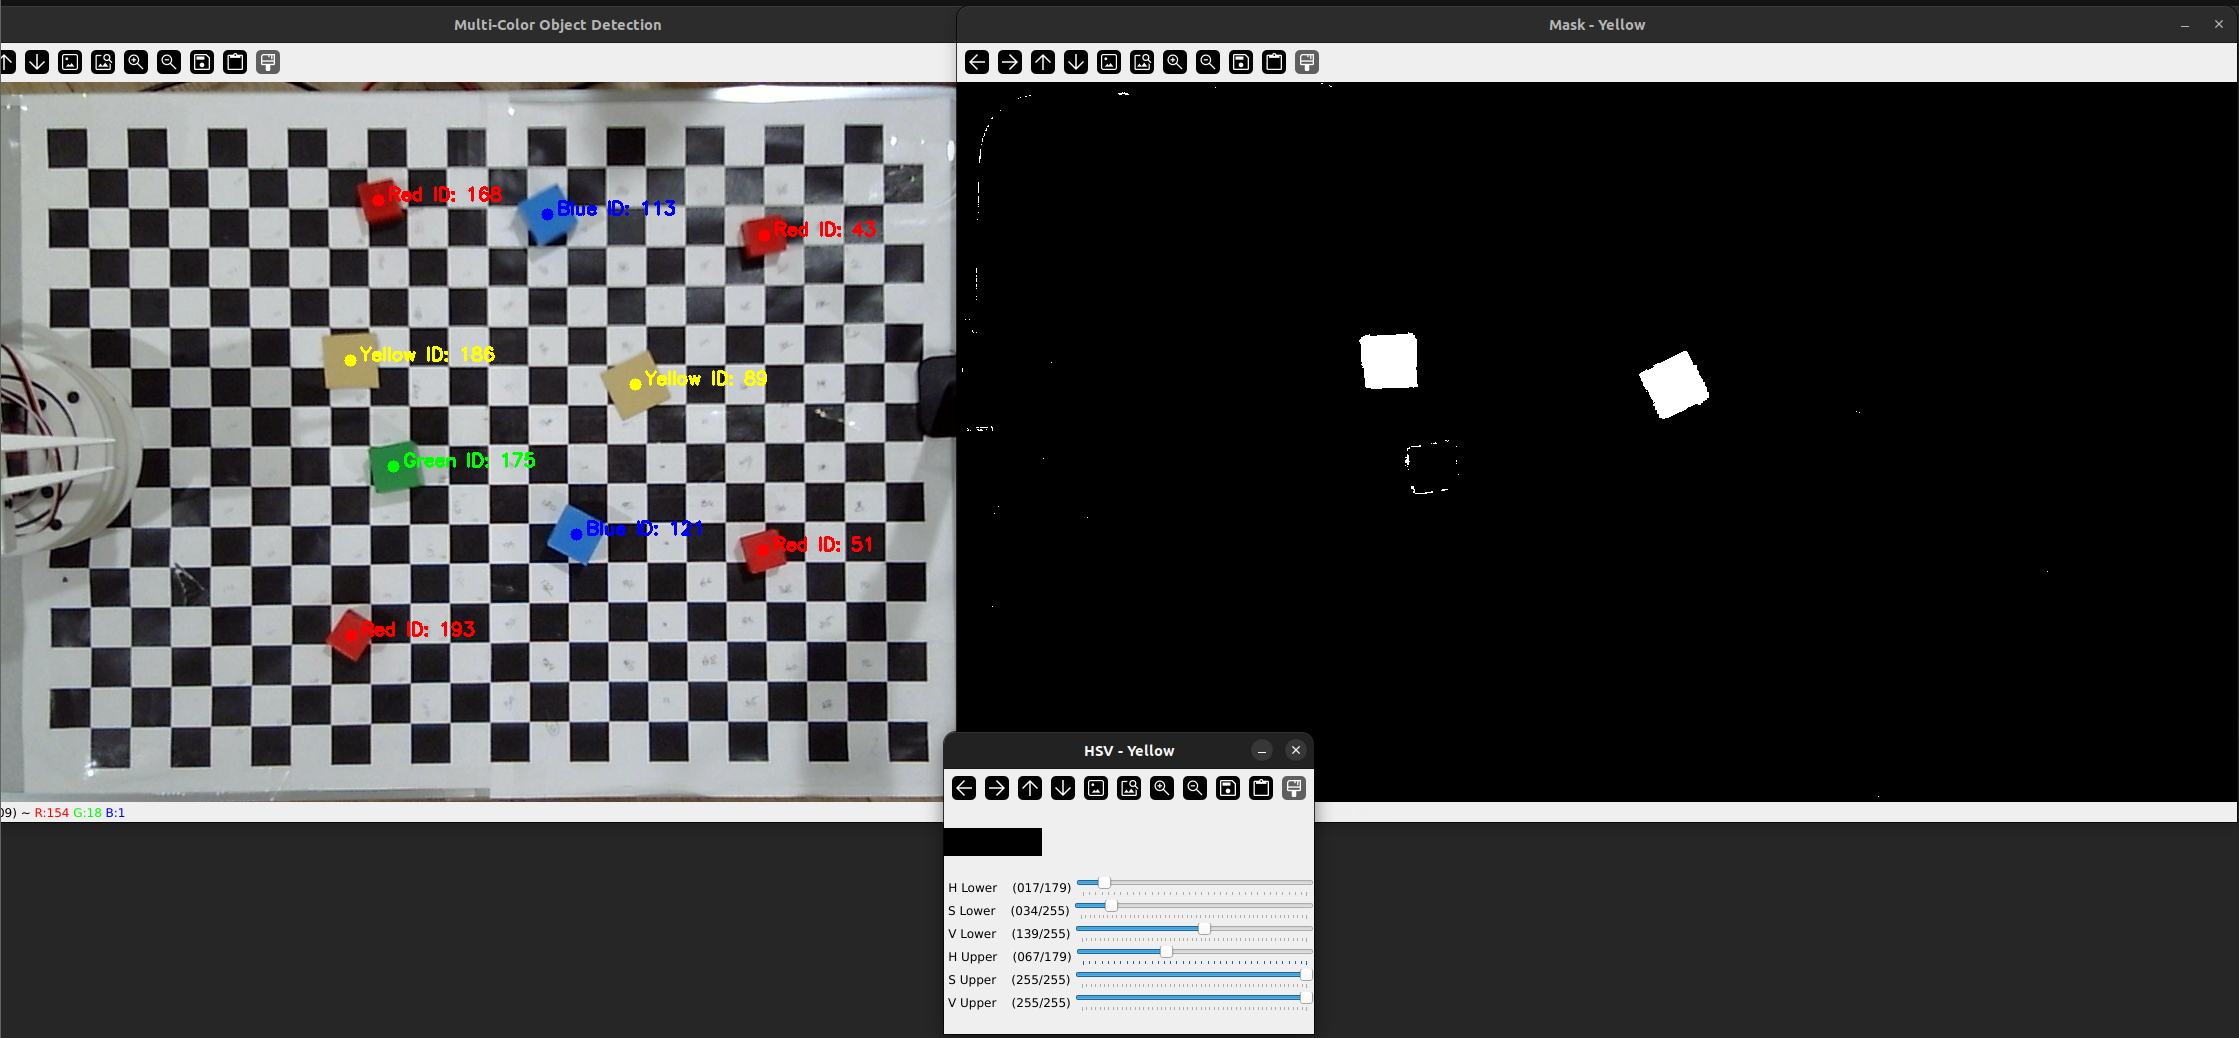 Multi-Color Object Detection
Mask - Yellow
Red ID: 168
Blue ID: 113
Red ID: 43
Yellow ID: 186
Yellow ID: 89
Green ID: 175
Blue ID: 121
Red ID: 51
Red ID: 193
09) ~ R:154 G:18 B:1
HSV - Yellow
H Lower (017/179)
S Lower (034/255)
V Lower (139/255)
H Upper (067/179)
S Upper (255/255)
V Upper (255/255)